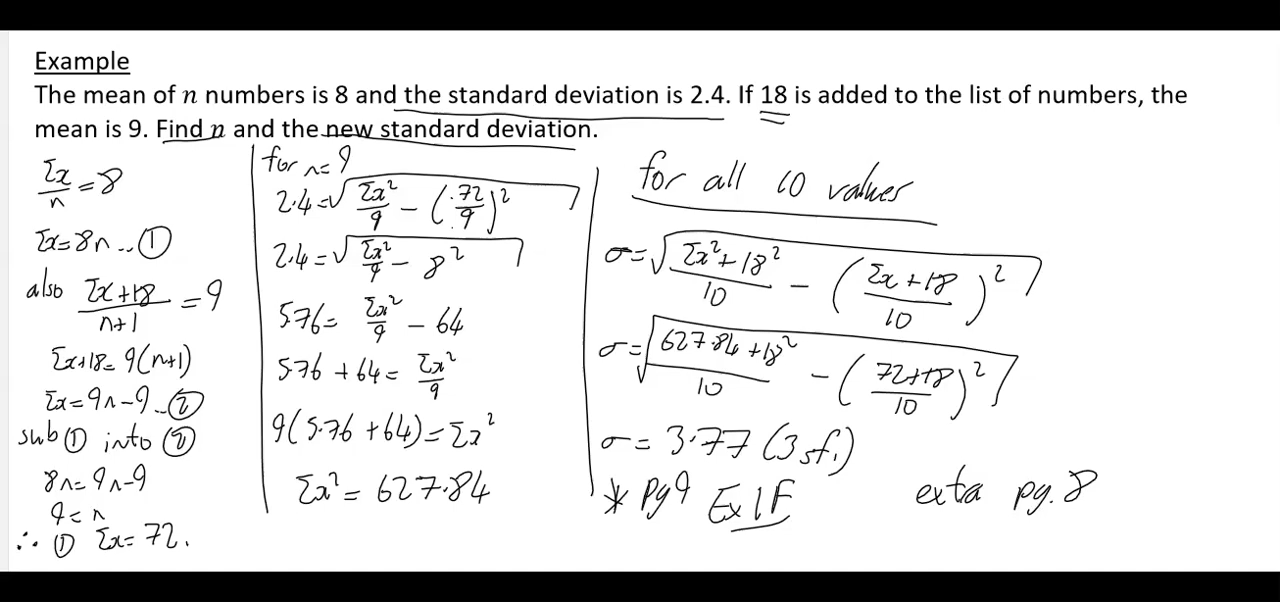 Example
The mean of n numbers is 8 and the standard deviation is 2.4. If 18 is added to the list of numbers, the
mean is 9. Find n and the new standard deviation.
Σx/n = 8
Σx = 8n ... ①
also (Σx+18)/(n+1) = 9
Σx+18 = 9(n+1)
Σx = 9n - 9 ... ②
sub ① into ②
8n = 9n - 9
9 = n
∴ ① Σx = 72.
for n = 9
2.4 = √(Σx²/9 - (72/9)²)
2.4 = √(Σx²/9 - 8²)
5.76 = Σx²/9 - 64
5.76 + 64 = Σx²/9
9(5.76 + 64) = Σx²
Σx² = 627.84
for all 10 values
σ = √((Σx² + 18²)/10 - ((Σx + 18)/10)²)
σ = √((627.84 + 18²)/10 - ((72 + 18)/10)²)
σ = 3.77 (3 sf.)
* Pg 9 Ex 1F
exta pg. 8